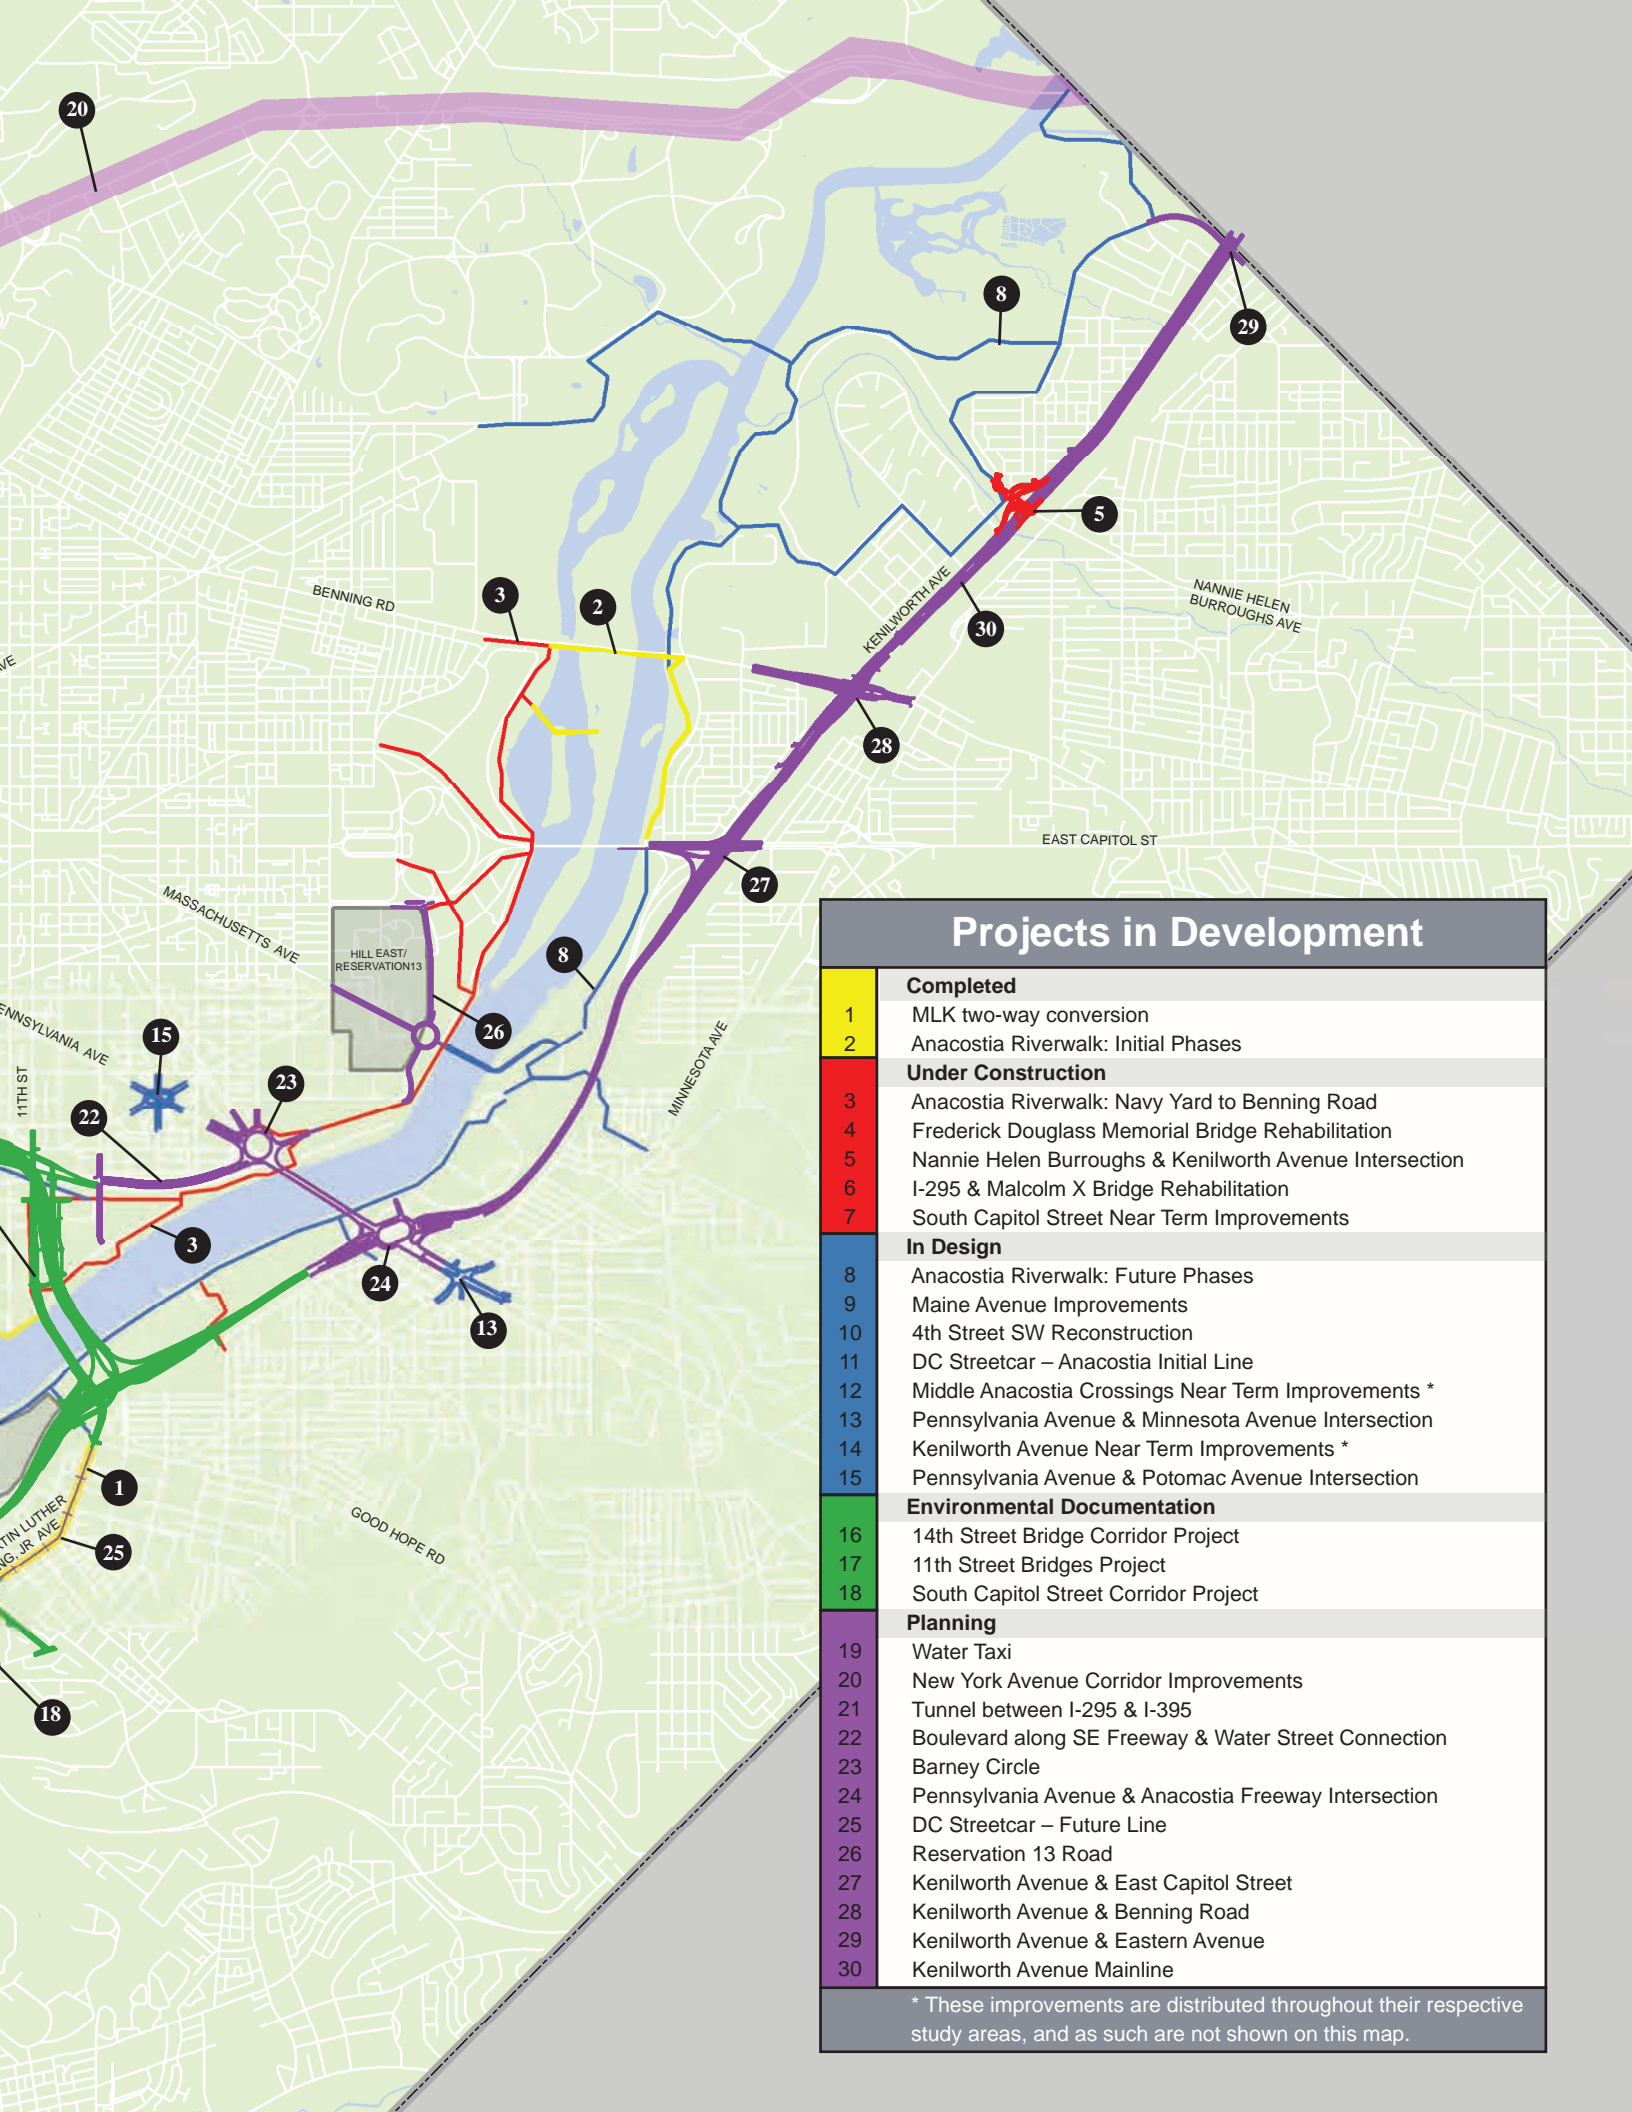 20
8
29
5
BENNING RD
3
2
KENILWORTH AVE
30
NANNIE HELEN
BURROUGHS AVE
28
EAST CAPITOL ST
27
MASSACHUSETTS AVE
HILL EAST/
RESERVATION13
8
26
15
23
22
11TH ST
MINNESOTA AVE
3
24
13
1
25
GOOD HOPE RD
18
Projects in Development
Completed
1 MLK two-way conversion
2 Anacostia Riverwalk: Initial Phases
Under Construction
3 Anacostia Riverwalk: Navy Yard to Benning Road
4 Frederick Douglass Memorial Bridge Rehabilitation
5 Nannie Helen Burroughs & Kenilworth Avenue Intersection
6 I-295 & Malcolm X Bridge Rehabilitation
7 South Capitol Street Near Term Improvements
In Design
8 Anacostia Riverwalk: Future Phases
9 Maine Avenue Improvements
10 4th Street SW Reconstruction
11 DC Streetcar – Anacostia Initial Line
12 Middle Anacostia Crossings Near Term Improvements *
13 Pennsylvania Avenue & Minnesota Avenue Intersection
14 Kenilworth Avenue Near Term Improvements *
15 Pennsylvania Avenue & Potomac Avenue Intersection
Environmental Documentation
16 14th Street Bridge Corridor Project
17 11th Street Bridges Project
18 South Capitol Street Corridor Project
Planning
19 Water Taxi
20 New York Avenue Corridor Improvements
21 Tunnel between I-295 & I-395
22 Boulevard along SE Freeway & Water Street Connection
23 Barney Circle
24 Pennsylvania Avenue & Anacostia Freeway Intersection
25 DC Streetcar – Future Line
26 Reservation 13 Road
27 Kenilworth Avenue & East Capitol Street
28 Kenilworth Avenue & Benning Road
29 Kenilworth Avenue & Eastern Avenue
30 Kenilworth Avenue Mainline
* These improvements are distributed throughout their respective
study areas, and as such are not shown on this map.